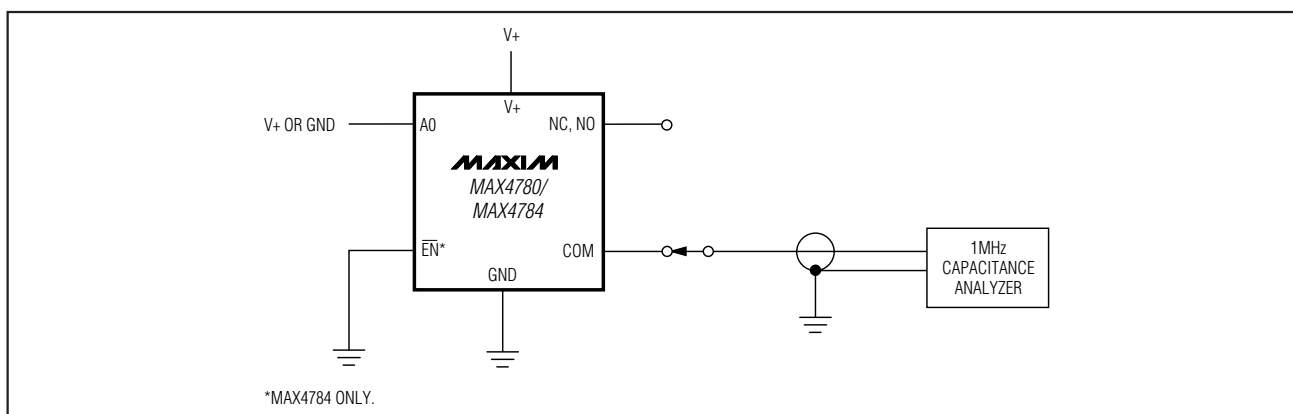 V+
V+
V+ OR GND
A0
NC, NO
MAXIM
MAX4780/
MAX4784
EN*
COM
GND
1MHz
CAPACITANCE
ANALYZER
*MAX4784 ONLY.